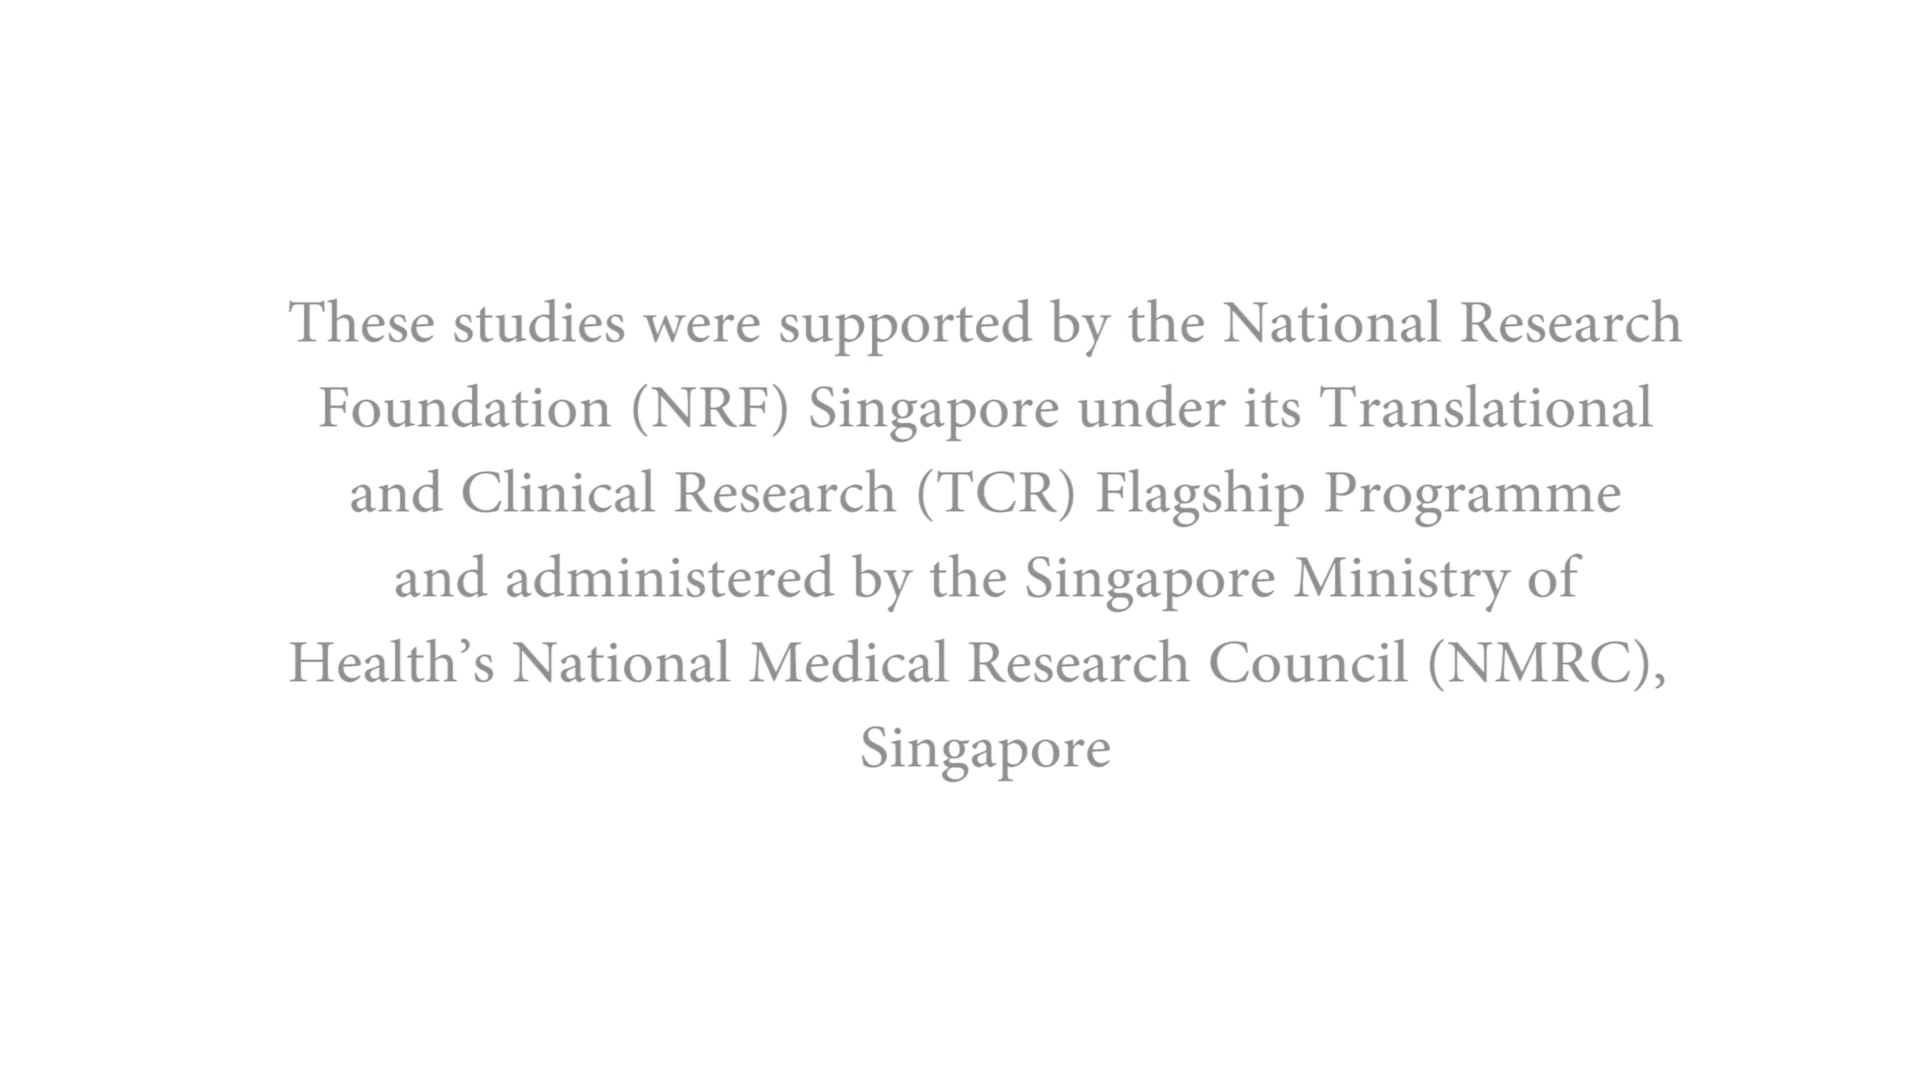 These studies were supported by the National Research
Foundation (NRF) Singapore under its Translational
and Clinical Research (TCR) Flagship Programme
and administered by the Singapore Ministry of
Health’s National Medical Research Council (NMRC),
Singapore